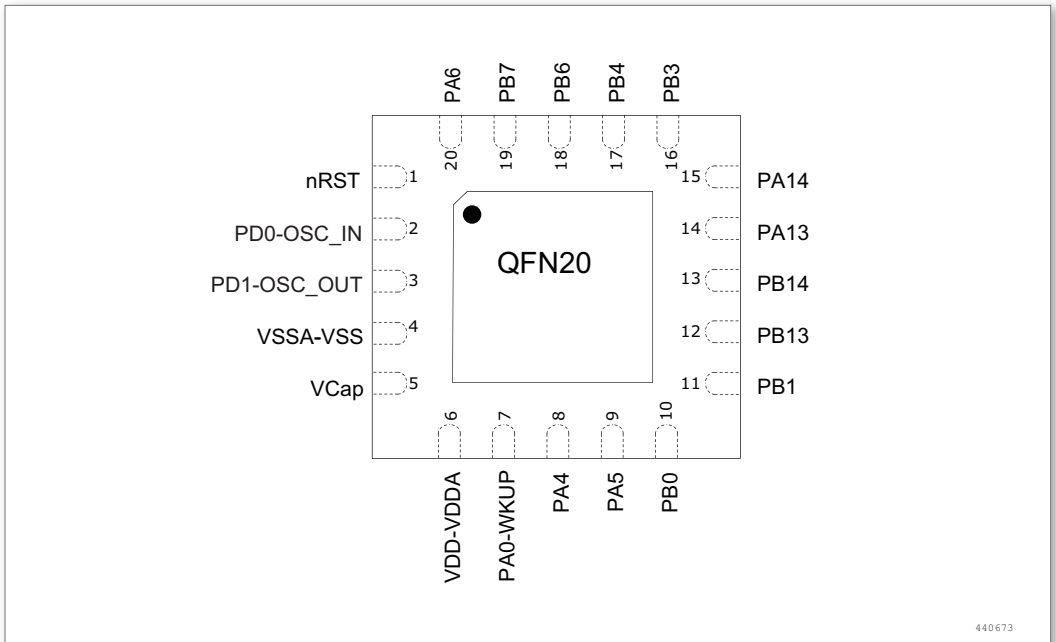 PA6
PB7
PB6
PB4
PB3
20
19
18
17
16
nRST
1
PD0-OSC_IN
2
PD1-OSC_OUT
3
VSSA-VSS
4
VCap
5
QFN20
15
PA14
14
PA13
13
PB14
12
PB13
11
PB1
6
7
8
9
10
VDD-VDDA
PA0-WKUP
PA4
PA5
PB0
440673